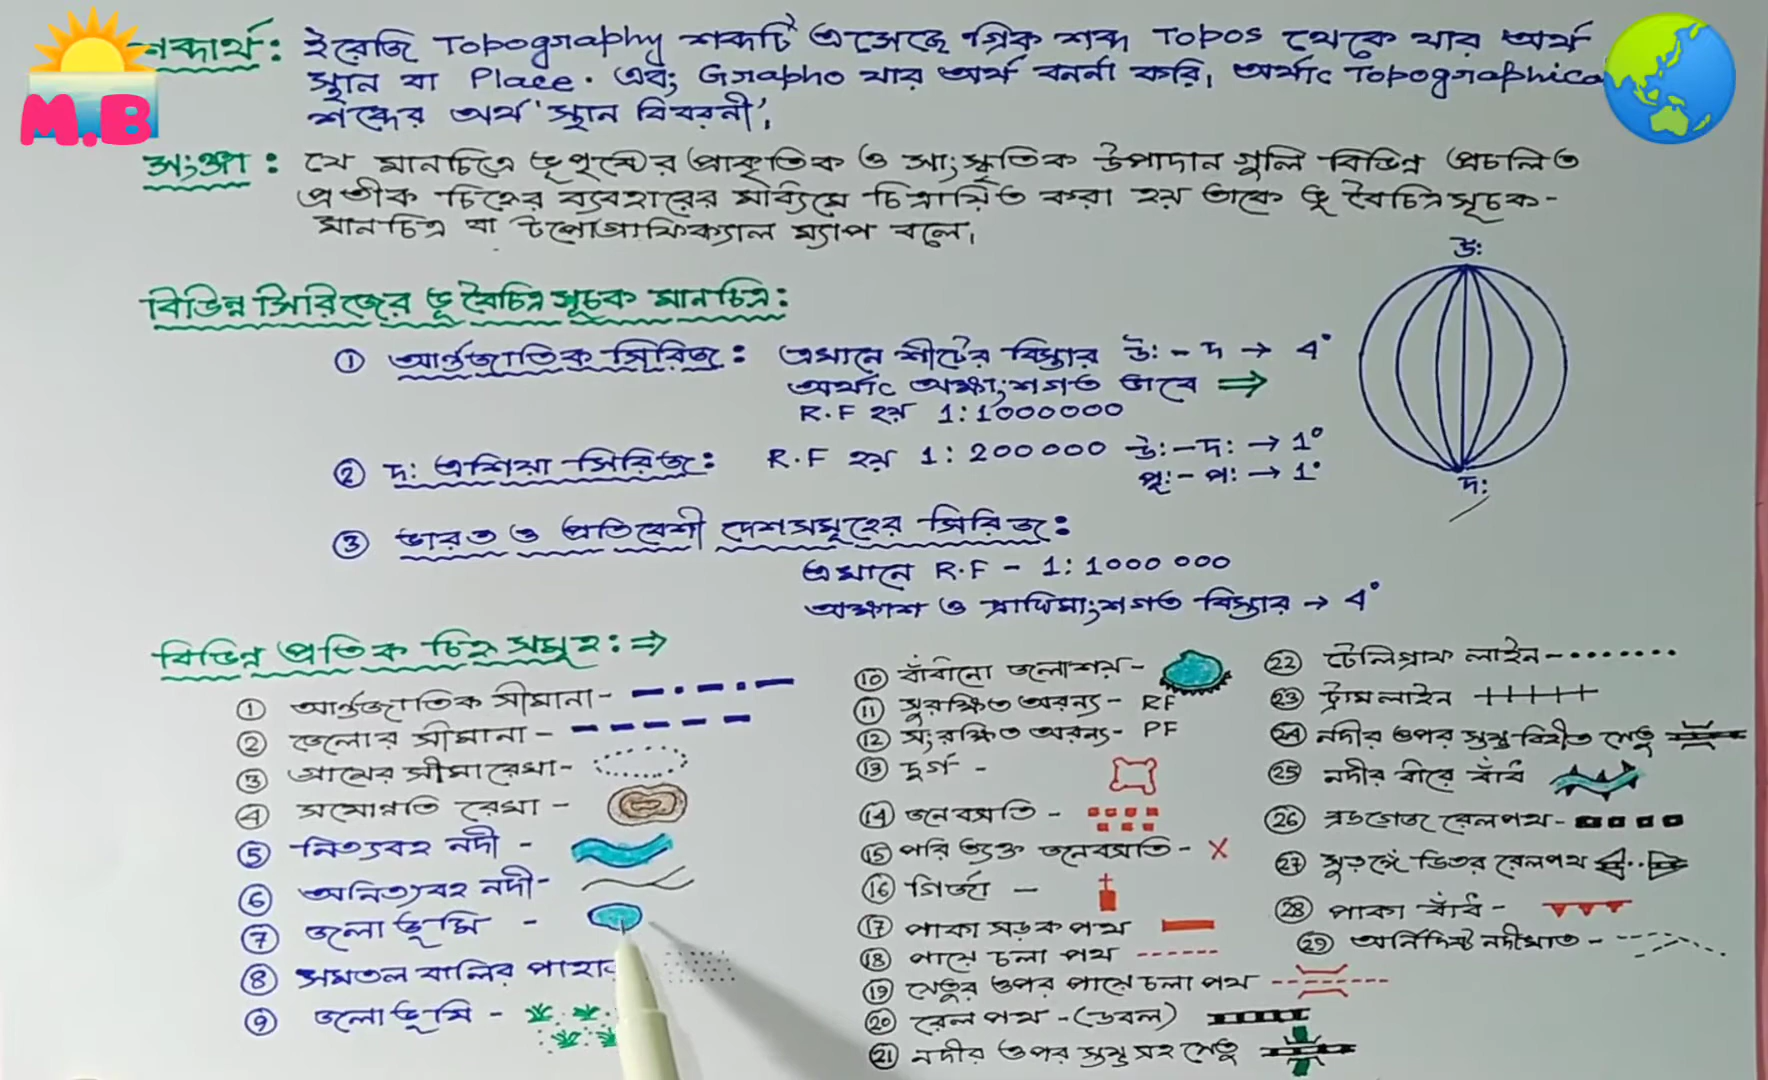 শব্দার্থ: ইংরেজি Topography শব্দটি এসেছে গ্রিক শব্দ Topos থেকে যার অর্থ
স্থান বা Place. এবং Grapho যার অর্থ বনর্না করি। অর্থাৎ Topographica
শব্দের অর্থ 'স্থান বিবরনী',
M.B
সংজ্ঞা: যে মানচিত্রে ভূপৃষ্ঠের প্রাকৃতিক ও সাংস্কৃতিক উপাদান গুলি বিভিন্ন প্রচলিত
প্রতীক চিহ্নের ব্যবহারের মাধ্যমে চিত্রায়িত করা হয় তাকে ভূ বৈচিত্রসূচক-
মানচিত্র বা টপোগ্রাফিক্যাল ম্যাপ বলে।
বিভিন্ন সিরিজের ভূ বৈচিত্রসূচক মানচিত্র:
① আর্ন্তজাতিক সিরিজ: এখানে শীটের বিস্তার উ: - দ → 4°
অর্থাৎ অক্ষাংশগত ভাবে ⇒
R.F হয় 1:1000000
② দ: এশিয়া সিরিজ: R.F হয় 1: 200000 উ:-দ: → 1°
পূ:- প: → 1°
উ:
দ:
③ ভারত ও প্রতিবেশী দেশসমূহের সিরিজ:
এখানে R.F - 1: 1000 000
অক্ষাশ ও দ্রাঘিমাংশগত বিস্তার → 4°
বিভিন্ন প্রতিক চিহ্ন সমূহ: ⇒
① আর্ন্তজাতিক সীমানা-
② জেলার সীমানা -
③ গ্রামের সীমারেখা-
④ সমোন্নতি রেখা -
⑤ নিত্যবহ নদী -
⑥ অনিত্যবহ নদী-
⑦ জলা ভূমি -
⑧ সমতল বালির
⑨ জলা ভূমি -
⑩ বাঁধানো জলাশয় -
⑪ সুরক্ষিত অরন্য - RF
⑫ সংরক্ষিত অরন্য- PF
⑬ দুর্গ -
⑭ জনবসতি -
⑮ পরি ত্যক্ত জনবসতি - X
⑯ গির্জা -
⑰ পাকা সড়ক পথ
⑱ পায়ে চলা পথ
⑲ সেতুর ওপর পায়ে চলা পথ
⑳ রেল পথ - (ডবল)
㉑ নদীর ওপর স্তম্ভ সহ সেতু
㉒ টেলিগ্রাফ লাইন-
㉓ ট্রাম লাইন
㉔ নদীর ওপর স্তম্ভ বিহীত সেতু
㉕ নদীর ধীরে বাঁধ
㉖ ব্রডগেজ রেলপথ-
㉗ সুড়ঙ্গে ভিতর রেলপথ
㉘ পাকা বাঁধ -
㉙ অর্নিদিষ্ট নদীখাত -